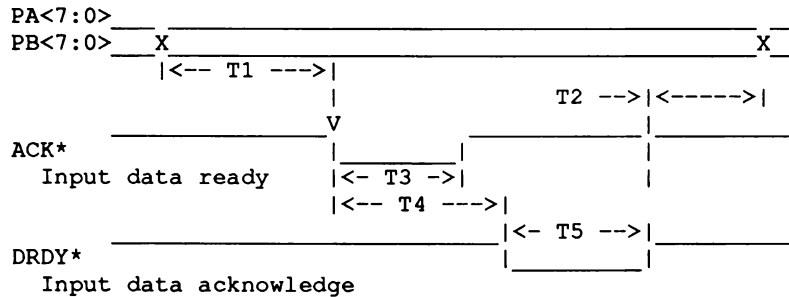 PA<7:0>
PB<7:0> X X
|<-- T1 --->|
T2 -->|<----->|
V
ACK*
Input data ready |<- T3 ->|
|<-- T4 --->|
|<- T5 -->|
DRDY*
Input data acknowledge